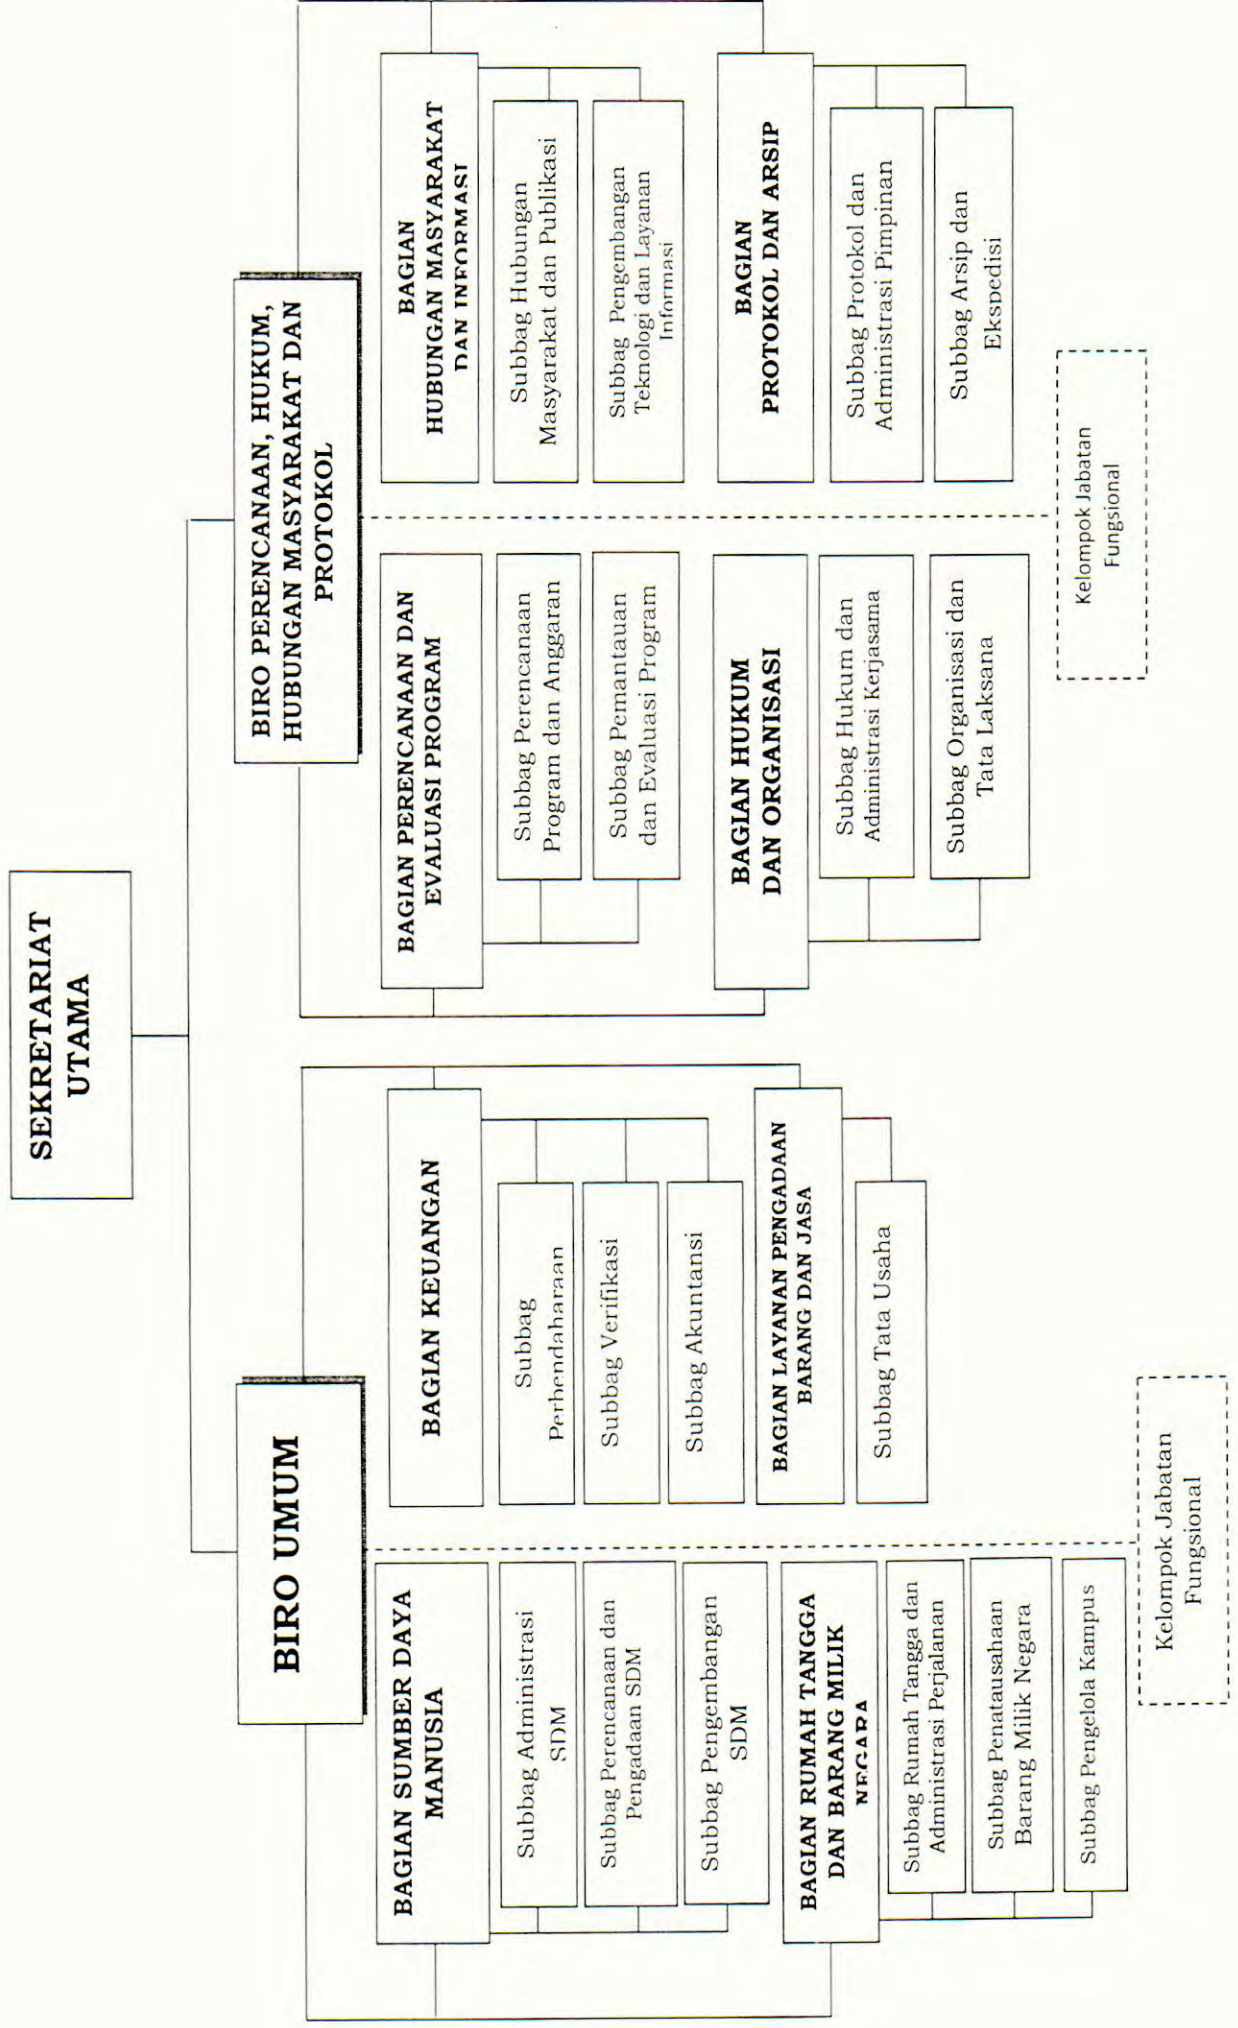 SEKRETARIAT
UTAMA
BIRO UMUM
BAGIAN SUMBER DAYA
MANUSIA
Subbag Administrasi
SDM
Subbag Perencanaan dan
Pengadaan SDM
Subbag Pengembangan
SDM
BAGIAN RUMAH TANGGA
DAN BARANG MILIK
NEGARA
Subbag Rumah Tangga dan
Administrasi Perjalanan
Subbag Penatausahaan
Barang Milik Negara
Subbag Pengelola Kampus
BAGIAN KEUANGAN
Subbag
Perbendaharaan
Subbag Verifikasi
Subbag Akuntansi
BAGIAN LAYANAN PENGADAAN
BARANG DAN JASA
Subbag Tata Usaha
Kelompok Jabatan
Fungsional
BIRO PERENCANAAN, HUKUM,
HUBUNGAN MASYARAKAT DAN
PROTOKOL
BAGIAN PERENCANAAN DAN
EVALUASI PROGRAM
Subbag Perencanaan
Program dan Anggaran
Subbag Pemantauan
dan Evaluasi Program
BAGIAN HUKUM
DAN ORGANISASI
Subbag Hukum dan
Administrasi Kerjasama
Subbag Organisasi dan
Tata Laksana
BAGIAN
HUBUNGAN MASYARAKAT
DAN INFORMASI
Subbag Hubungan
Masyarakat dan Publikasi
Subbag Pengembangan
Teknologi dan Layanan
Informasi
BAGIAN
PROTOKOL DAN ARSIP
Subbag Protokol dan
Administrasi Pimpinan
Subbag Arsip dan
Ekspedisi
Kelompok Jabatan
Fungsional